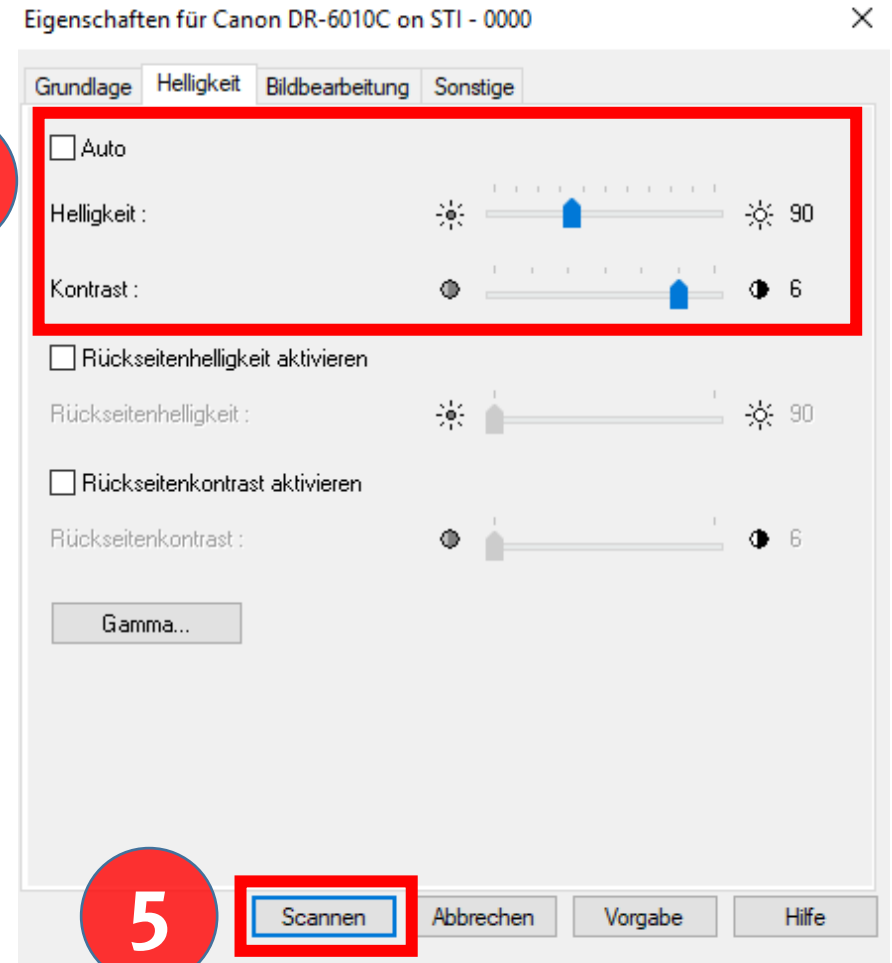 Eigenschaften für Canon DR-6010C on STI - 0000
Grundlage Helligkeit Bildbearbeitung Sonstige
Auto
Helligkeit : 90
Kontrast : 6
Rückseitenhelligkeit aktivieren
Rückseitenhelligkeit : 90
Rückseitenkontrast aktivieren
Rückseitenkontrast : 6
Gamma...
5 Scannen Abbrechen Vorgabe Hilfe